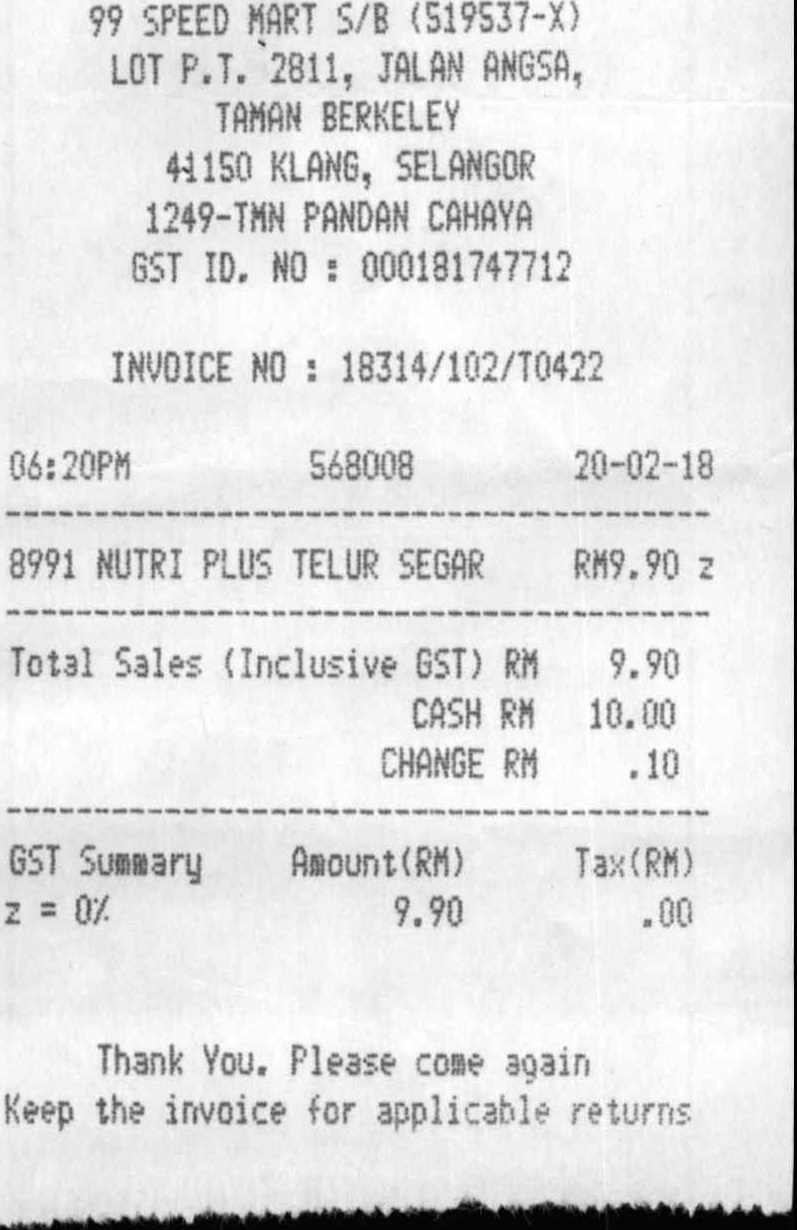 99 SPEED MART S/B (519537-X)
LOT P.T. 2811, JALAN ANGSA,
TAMAN BERKELEY
41150 KLANG, SELANGOR
1249-TMN PANDAN CAHAYA
GST ID. NO : 000181747712
INVOICE NO : 18314/102/T0422
06:20PM 568008 20-02-18
8991 NUTRI PLUS TELUR SEGAR RM9.90 z
Total Sales (Inclusive GST) RM 9.90
CASH RM 10.00
CHANGE RM .10
GST Summary Amount(RM) Tax(RM)
z = 0% 9.90 .00
Thank You. Please come again
Keep the invoice for applicable returns